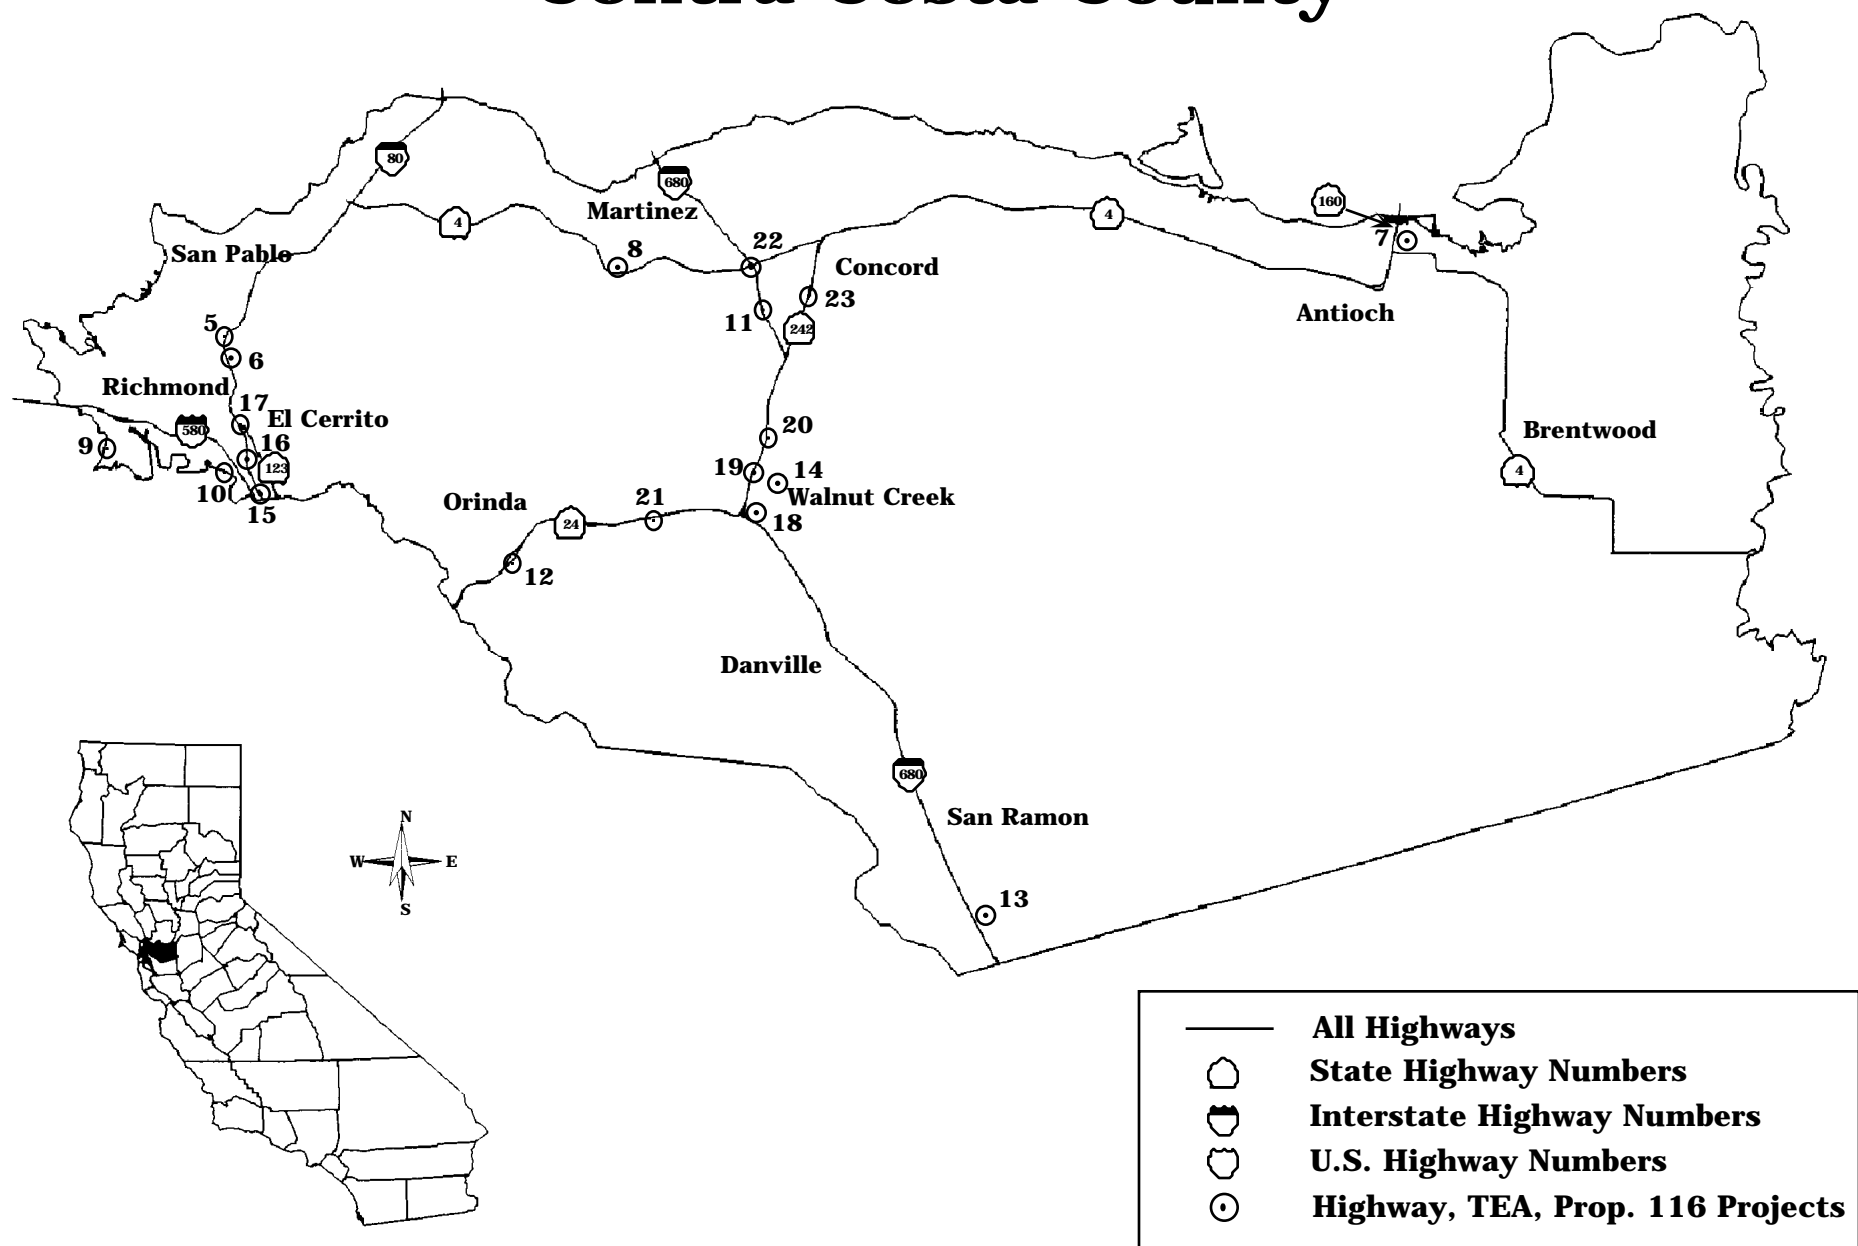 Contra Costa County
80
680
Martinez
4
160
4
San Pablo
22
7
8
Concord
23
11
242
Antioch
5
6
Richmond
17
El Cerrito
580
16
9
123
10
15
20
Brentwood
4
19
14
Walnut Creek
Orinda
21
24
18
12
Danville
680
San Ramon
N
W
E
S
13
All Highways
State Highway Numbers
Interstate Highway Numbers
U.S. Highway Numbers
Highway, TEA, Prop. 116 Projects